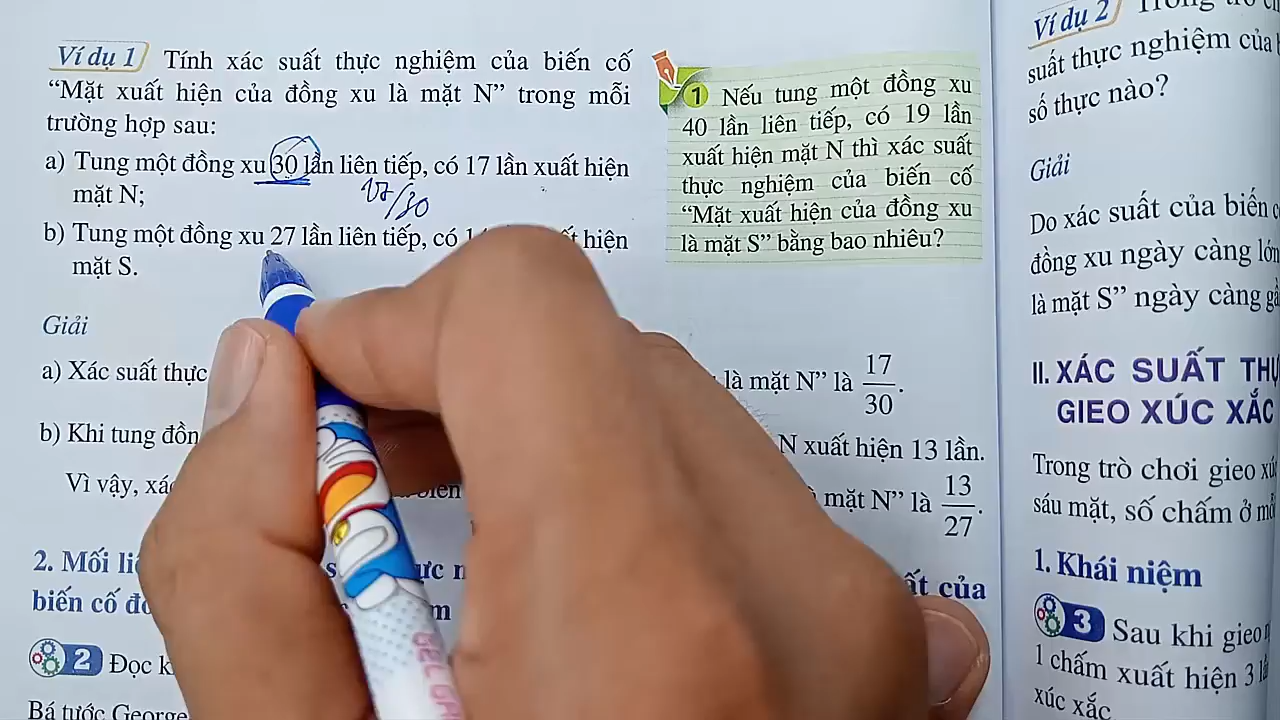 Ví dụ 1 Tính xác suất thực nghiệm của biến cố
“Mặt xuất hiện của đồng xu là mặt N” trong mỗi
trường hợp sau:
a) Tung một đồng xu 30 lần liên tiếp, có 17 lần xuất hiện
mặt N;
17/30
b) Tung một đồng xu 27 lần liên tiếp, có hiện
mặt S.
Giải
a) Xác suất thực là mặt N” là 17/30.
b) Khi tung đồn N xuất hiện 13 lần.
Vì vậy, xác biến mặt N” là 13/27.
2. Mối ất của
biến cố
2 Đọc
Bá tước George
1 Nếu tung một đồng xu
40 lần liên tiếp, có 19 lần
xuất hiện mặt N thì xác suất
thực nghiệm của biến cố
“Mặt xuất hiện của đồng xu
là mặt S” bằng bao nhiêu?
Ví dụ 2 Trong
suất thực nghiệm của
số thực nào?
Giải
Do xác suất của biến
đồng xu ngày càng lớn
là mặt S” ngày càng
II. XÁC SUẤT
GIEO XÚC XẮC
Trong trò chơi gieo
sáu mặt, số chấm ở
1. Khái niệm
3 Sau khi gieo
1 chấm xuất hiện 3
xúc xắc
GEL